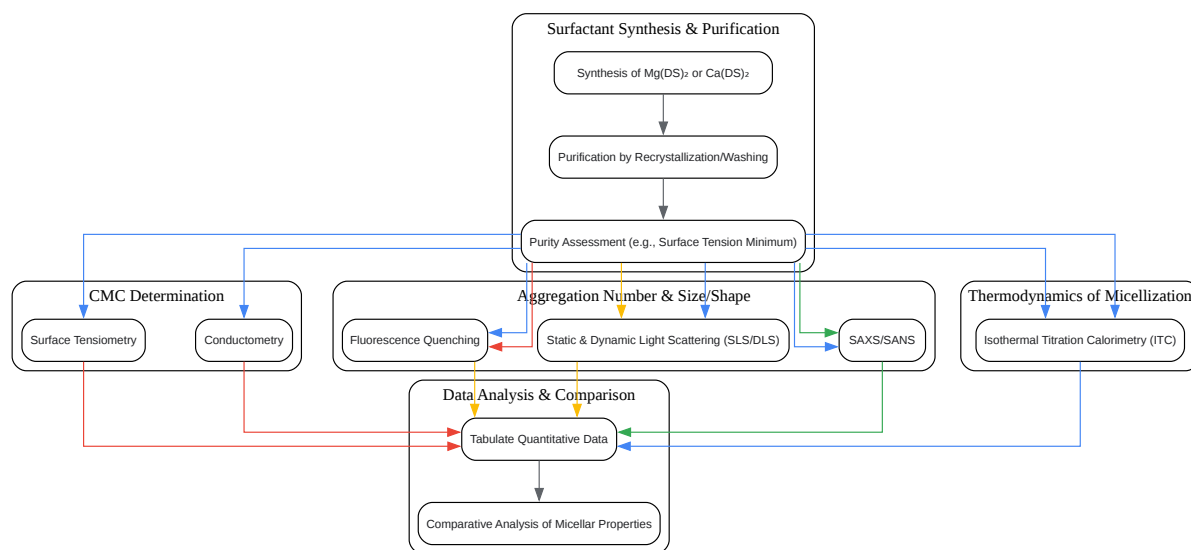 Surfactant Synthesis & Purification
Synthesis of Mg(DS)₂ or Ca(DS)₂
Purification by Recrystallization/Washing
Purity Assessment (e.g., Surface Tension Minimum)
CMC Determination
Surface Tensiometry
Conductometry
Aggregation Number & Size/Shape
Fluorescence Quenching
Static & Dynamic Light Scattering (SLS/DLS)
SAXS/SANS
Thermodynamics of Micellization
Isothermal Titration Calorimetry (ITC)
Data Analysis & Comparison
Tabulate Quantitative Data
Comparative Analysis of Micellar Properties